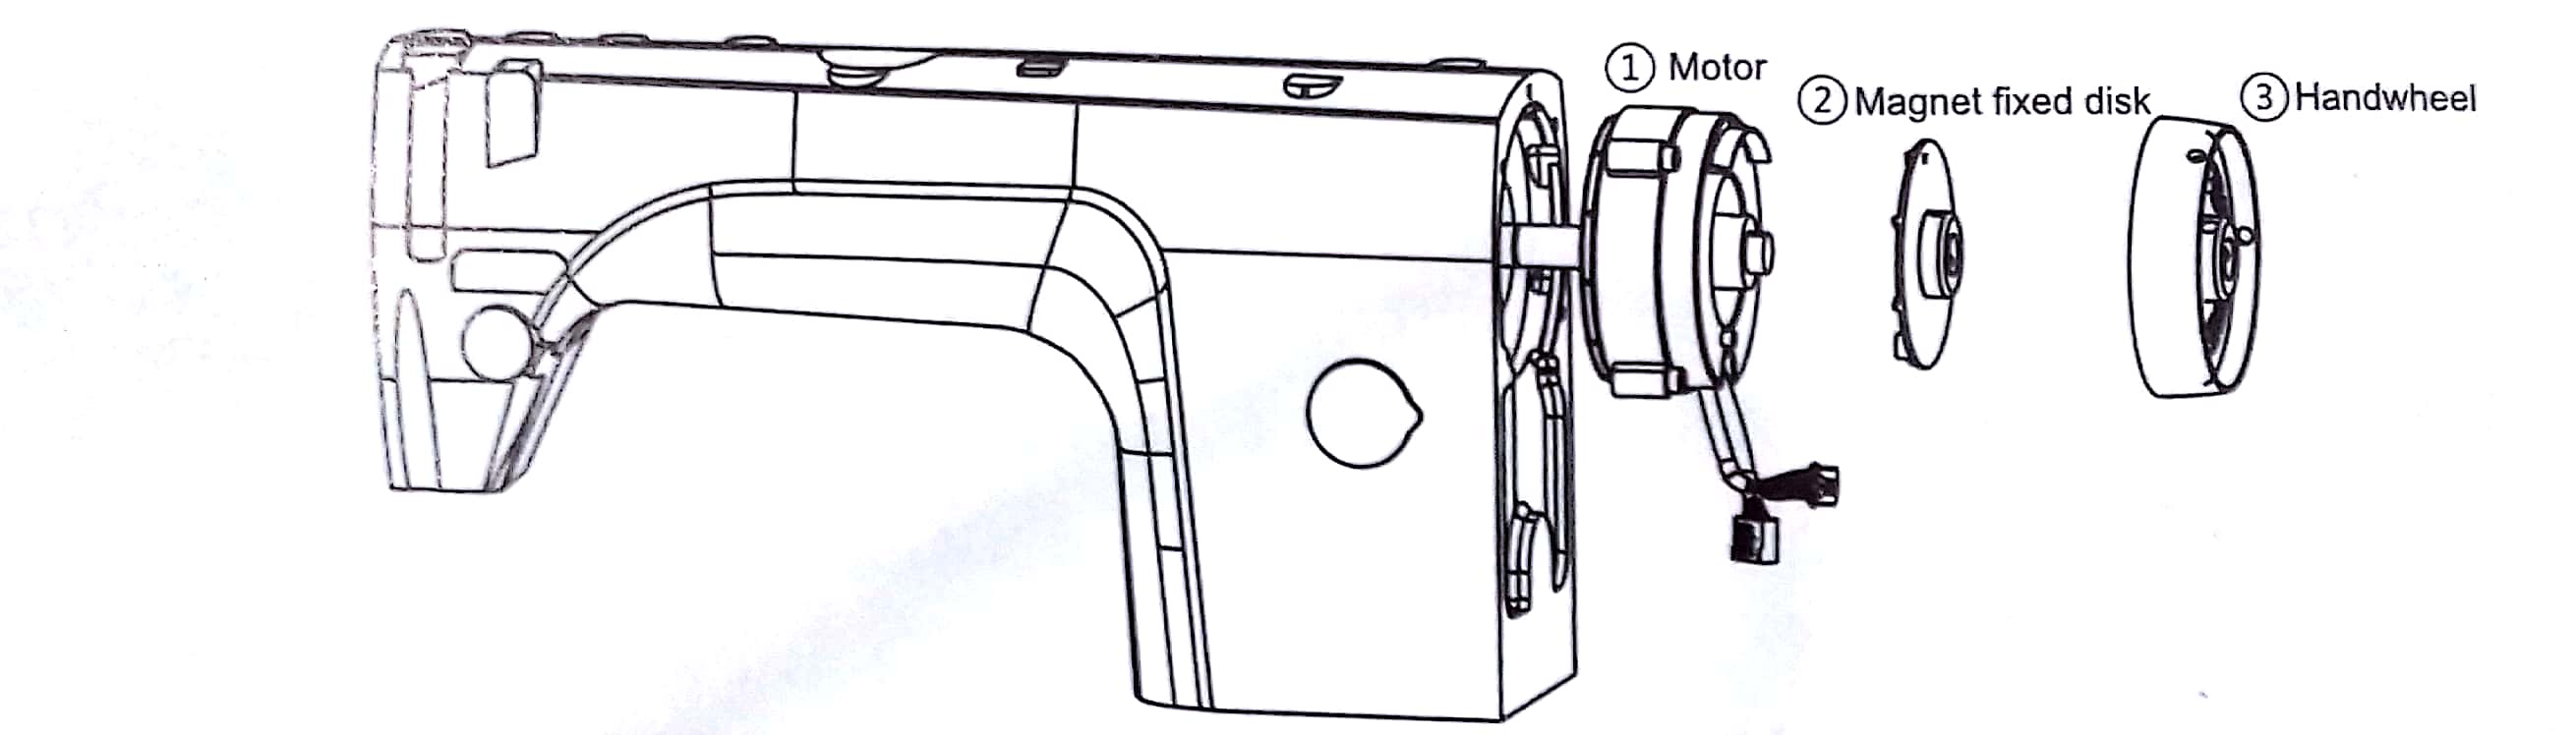 ① Motor
② Magnet fixed disk
③ Handwheel